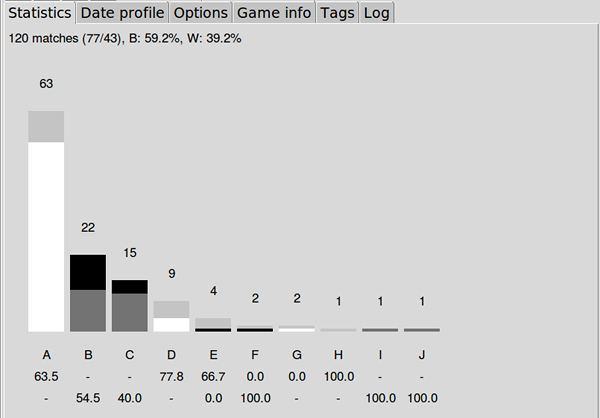 Statistics Date profile Options Game info Tags Log
120 matches (77/43), B: 59.2%, W: 39.2%
63
22
15
9
4
2
2
1
1
1
A B C D E F G H I J
63.5 - - 77.8 66.7 0.0 0.0 100.0 - -
- 54.5 40.0 - 0.0 100.0 - - 100.0 100.0